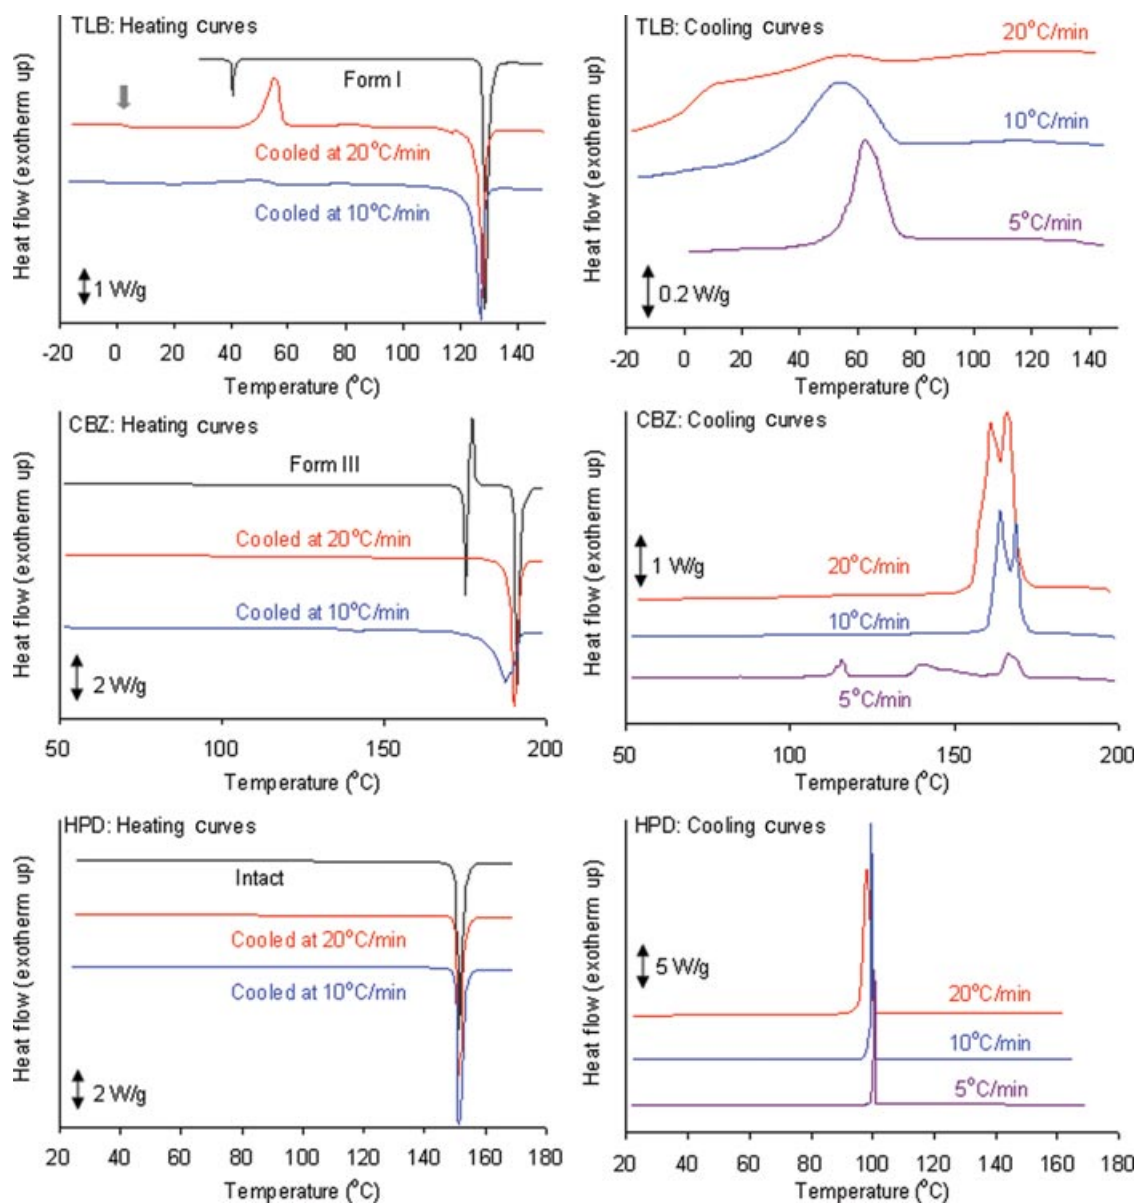 TLB: Heating curves
Heat flow (exotherm up)
Form I
Cooled at 20°C/min
Cooled at 10°C/min
1 W/g
-20 0 20 40 60 80 100 120 140
Temperature (°C)
TLB: Cooling curves
Heat flow (exotherm up)
20°C/min
10°C/min
5°C/min
0.2 W/g
-20 0 20 40 60 80 100 120 140
Temperature (°C)
CBZ: Heating curves
Heat flow (exotherm up)
Form III
Cooled at 20°C/min
Cooled at 10°C/min
2 W/g
50 100 150 200
Temperature (°C)
CBZ: Cooling curves
Heat flow (exotherm up)
1 W/g
20°C/min
10°C/min
5°C/min
50 100 150 200
Temperature (°C)
HPD: Heating curves
Heat flow (exotherm up)
Intact
Cooled at 20°C/min
Cooled at 10°C/min
2 W/g
20 40 60 80 100 120 140 160 180
Temperature (°C)
HPD: Cooling curves
Heat flow (exotherm up)
5 W/g
20°C/min
10°C/min
5°C/min
20 40 60 80 100 120 140 160 180
Temperature (°C)